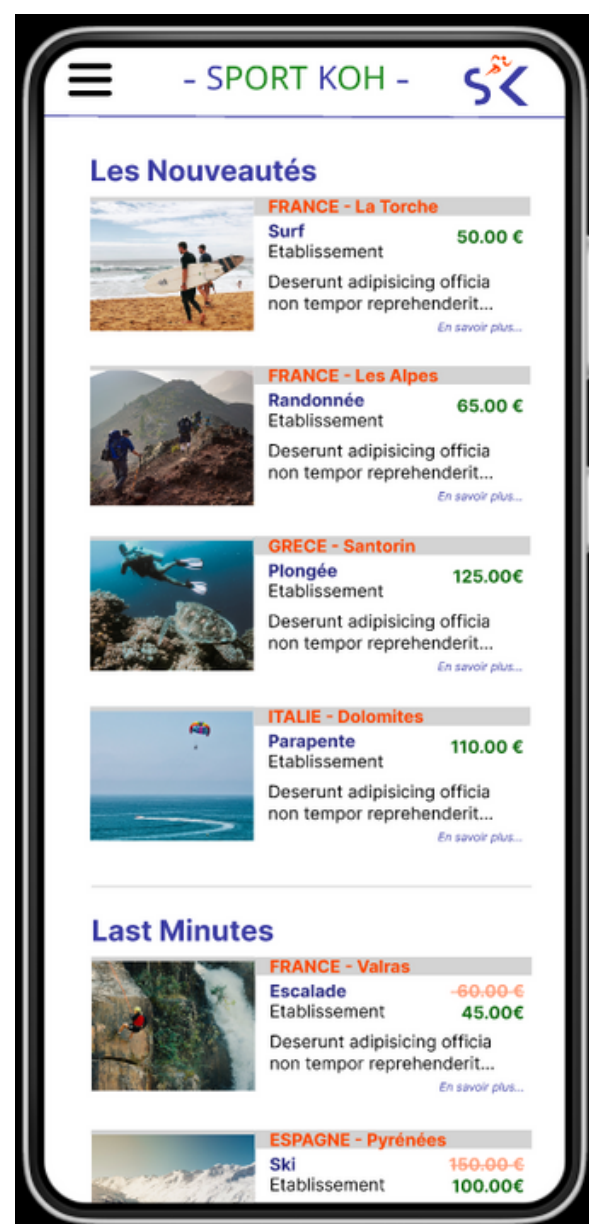 - SPORT KOH -
SK
Les Nouveautés
FRANCE - La Torche
Surf
50.00 €
Etablissement
Deserunt adipisicing officia
non tempor reprehenderit...
En savoir plus...
FRANCE - Les Alpes
Randonnée
65.00 €
Etablissement
Deserunt adipisicing officia
non tempor reprehenderit...
En savoir plus...
GRECE - Santorin
Plongée
125.00€
Etablissement
Deserunt adipisicing officia
non tempor reprehenderit...
En savoir plus...
ITALIE - Dolomites
Parapente
110.00 €
Etablissement
Deserunt adipisicing officia
non tempor reprehenderit...
En savoir plus...
Last Minutes
FRANCE - Valras
Escalade
60.00 €
Etablissement
45.00€
Deserunt adipisicing officia
non tempor reprehenderit...
En savoir plus...
ESPAGNE - Pyrénées
Ski
150.00 €
Etablissement
100.00€